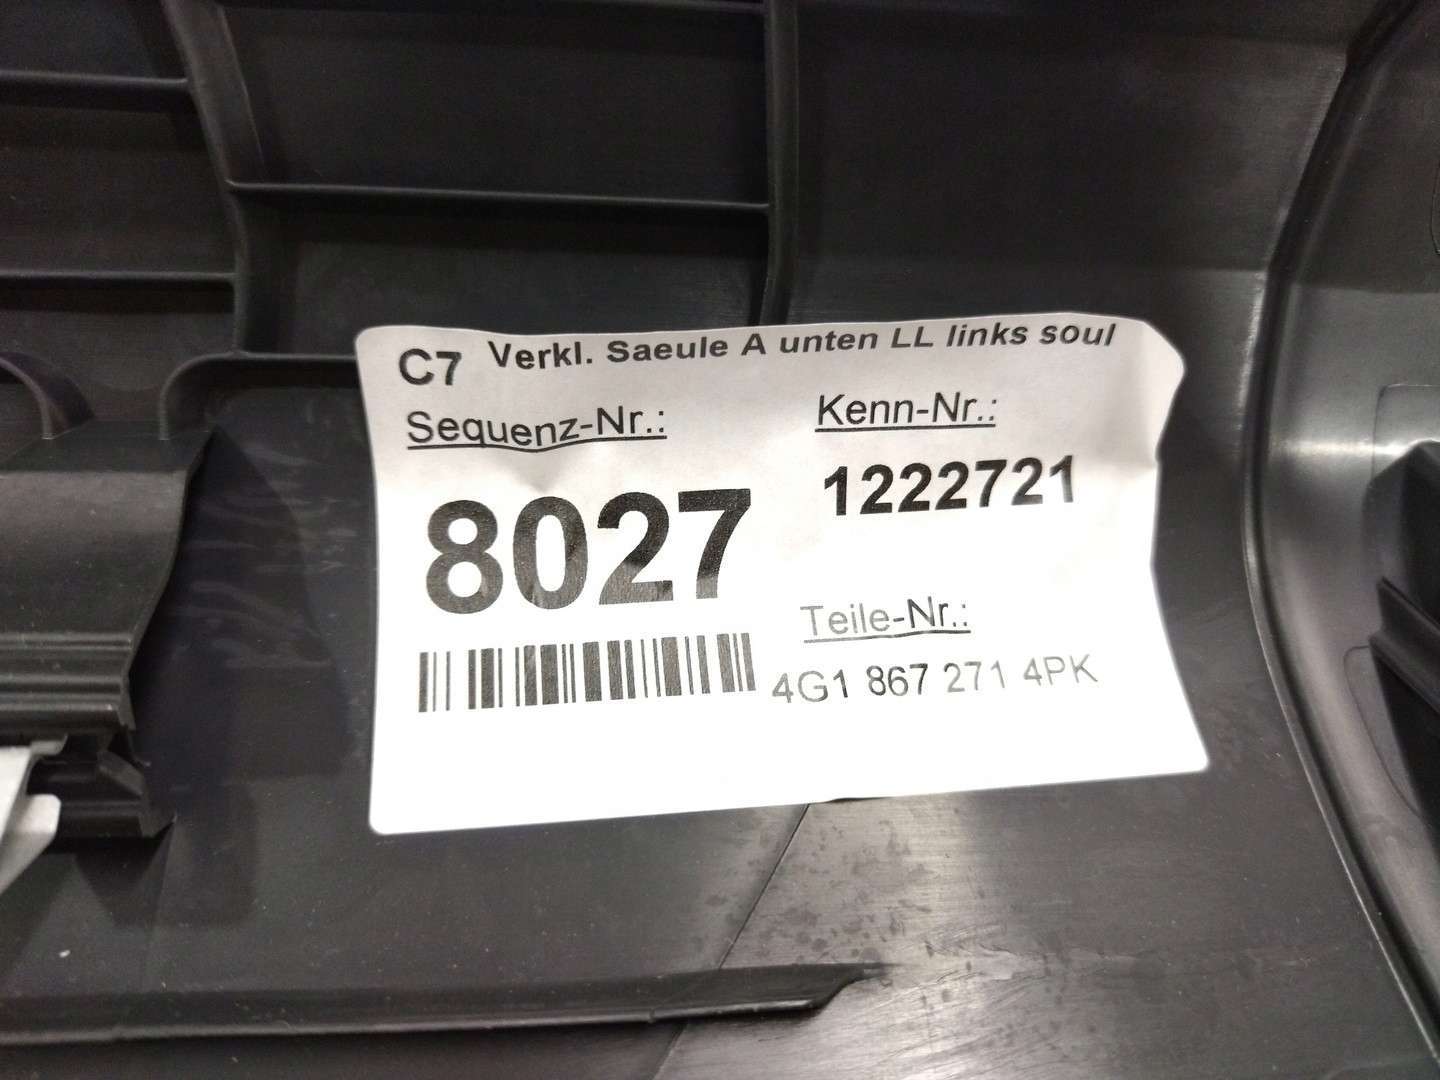 C7 Verkl. Saeule A unten LL links soul
Sequenz-Nr.:
Kenn-Nr.:
8027
1222721
Teile-Nr.:
4G1 867 271 4PK